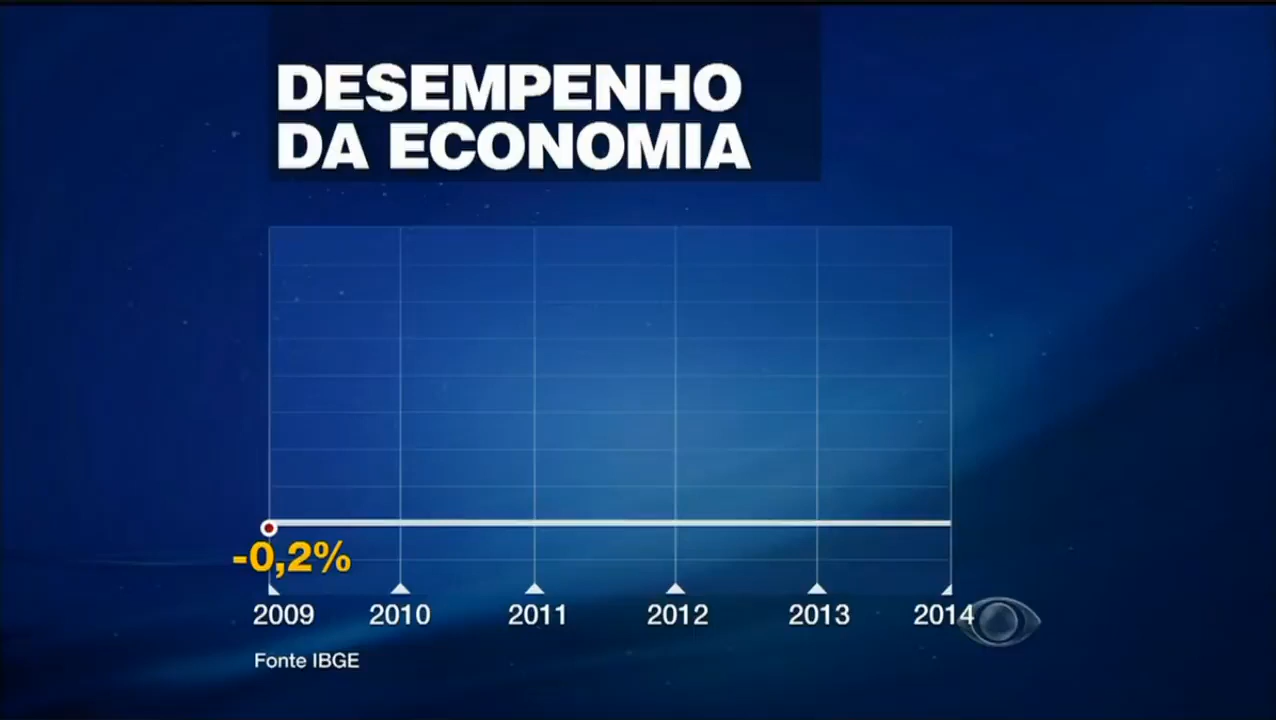 DESEMPENHO
DA ECONOMIA
-0,2%
2009 2010 2011 2012 2013 2014
Fonte IBGE